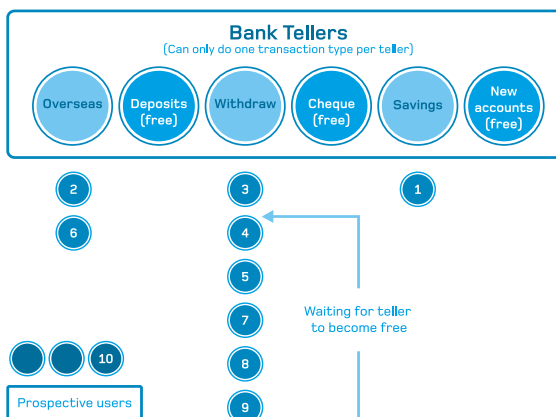 Bank Tellers
(Can only do one transaction type per teller)
Overseas
Deposits
(free)
Withdraw
Cheque
(free)
Savings
New
accounts
(free)
2
3
1
6
4
5
Waiting for teller
to become free
7
8
10
9
Prospective users